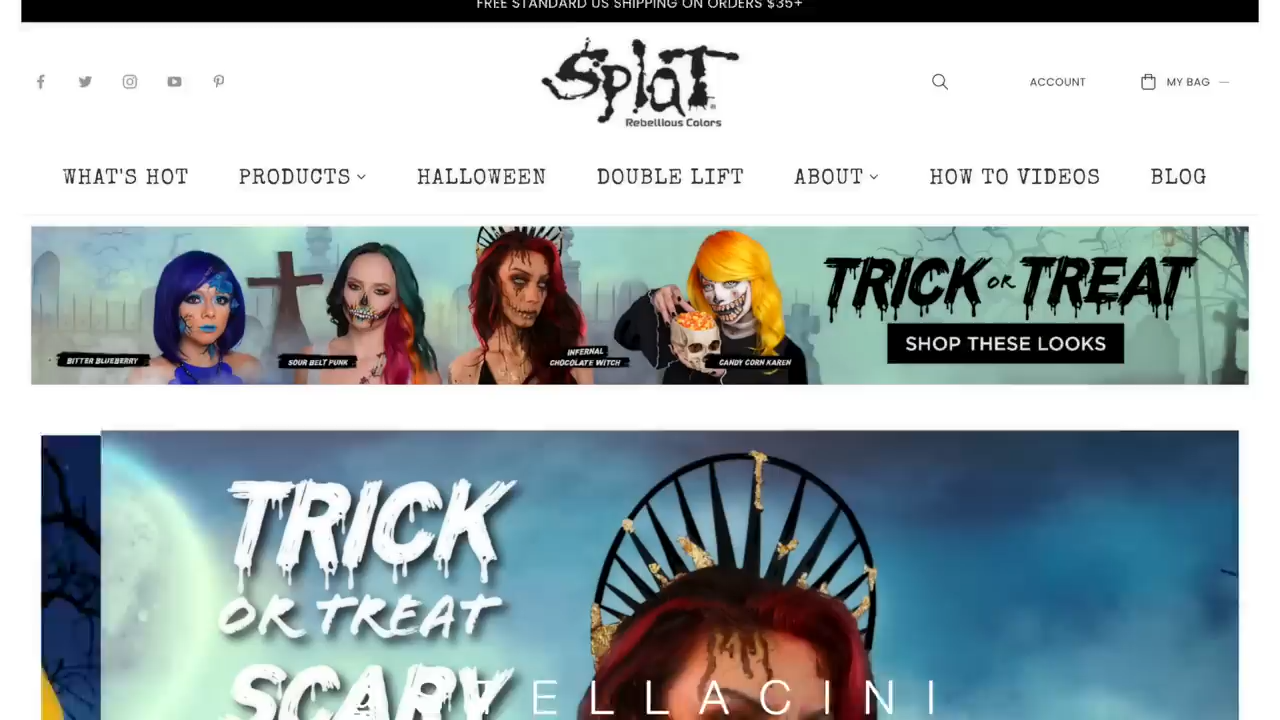 FREE STANDARD US SHIPPING ON ORDERS $35+
Splat
Rebellious Colors
ACCOUNT
MY BAG —
WHAT'S HOT
PRODUCTS
HALLOWEEN
DOUBLE LIFT
ABOUT
HOW TO VIDEOS
BLOG
TRICK OR TREAT
SHOP THESE LOOKS
BITTER BLUEBERRY
SOUR BELT PUNK
INFERNAL
CHOCOLATE WITCH
CANDY CORN KAREN
TRICK
OR TREAT
SCARY
TELLACINI